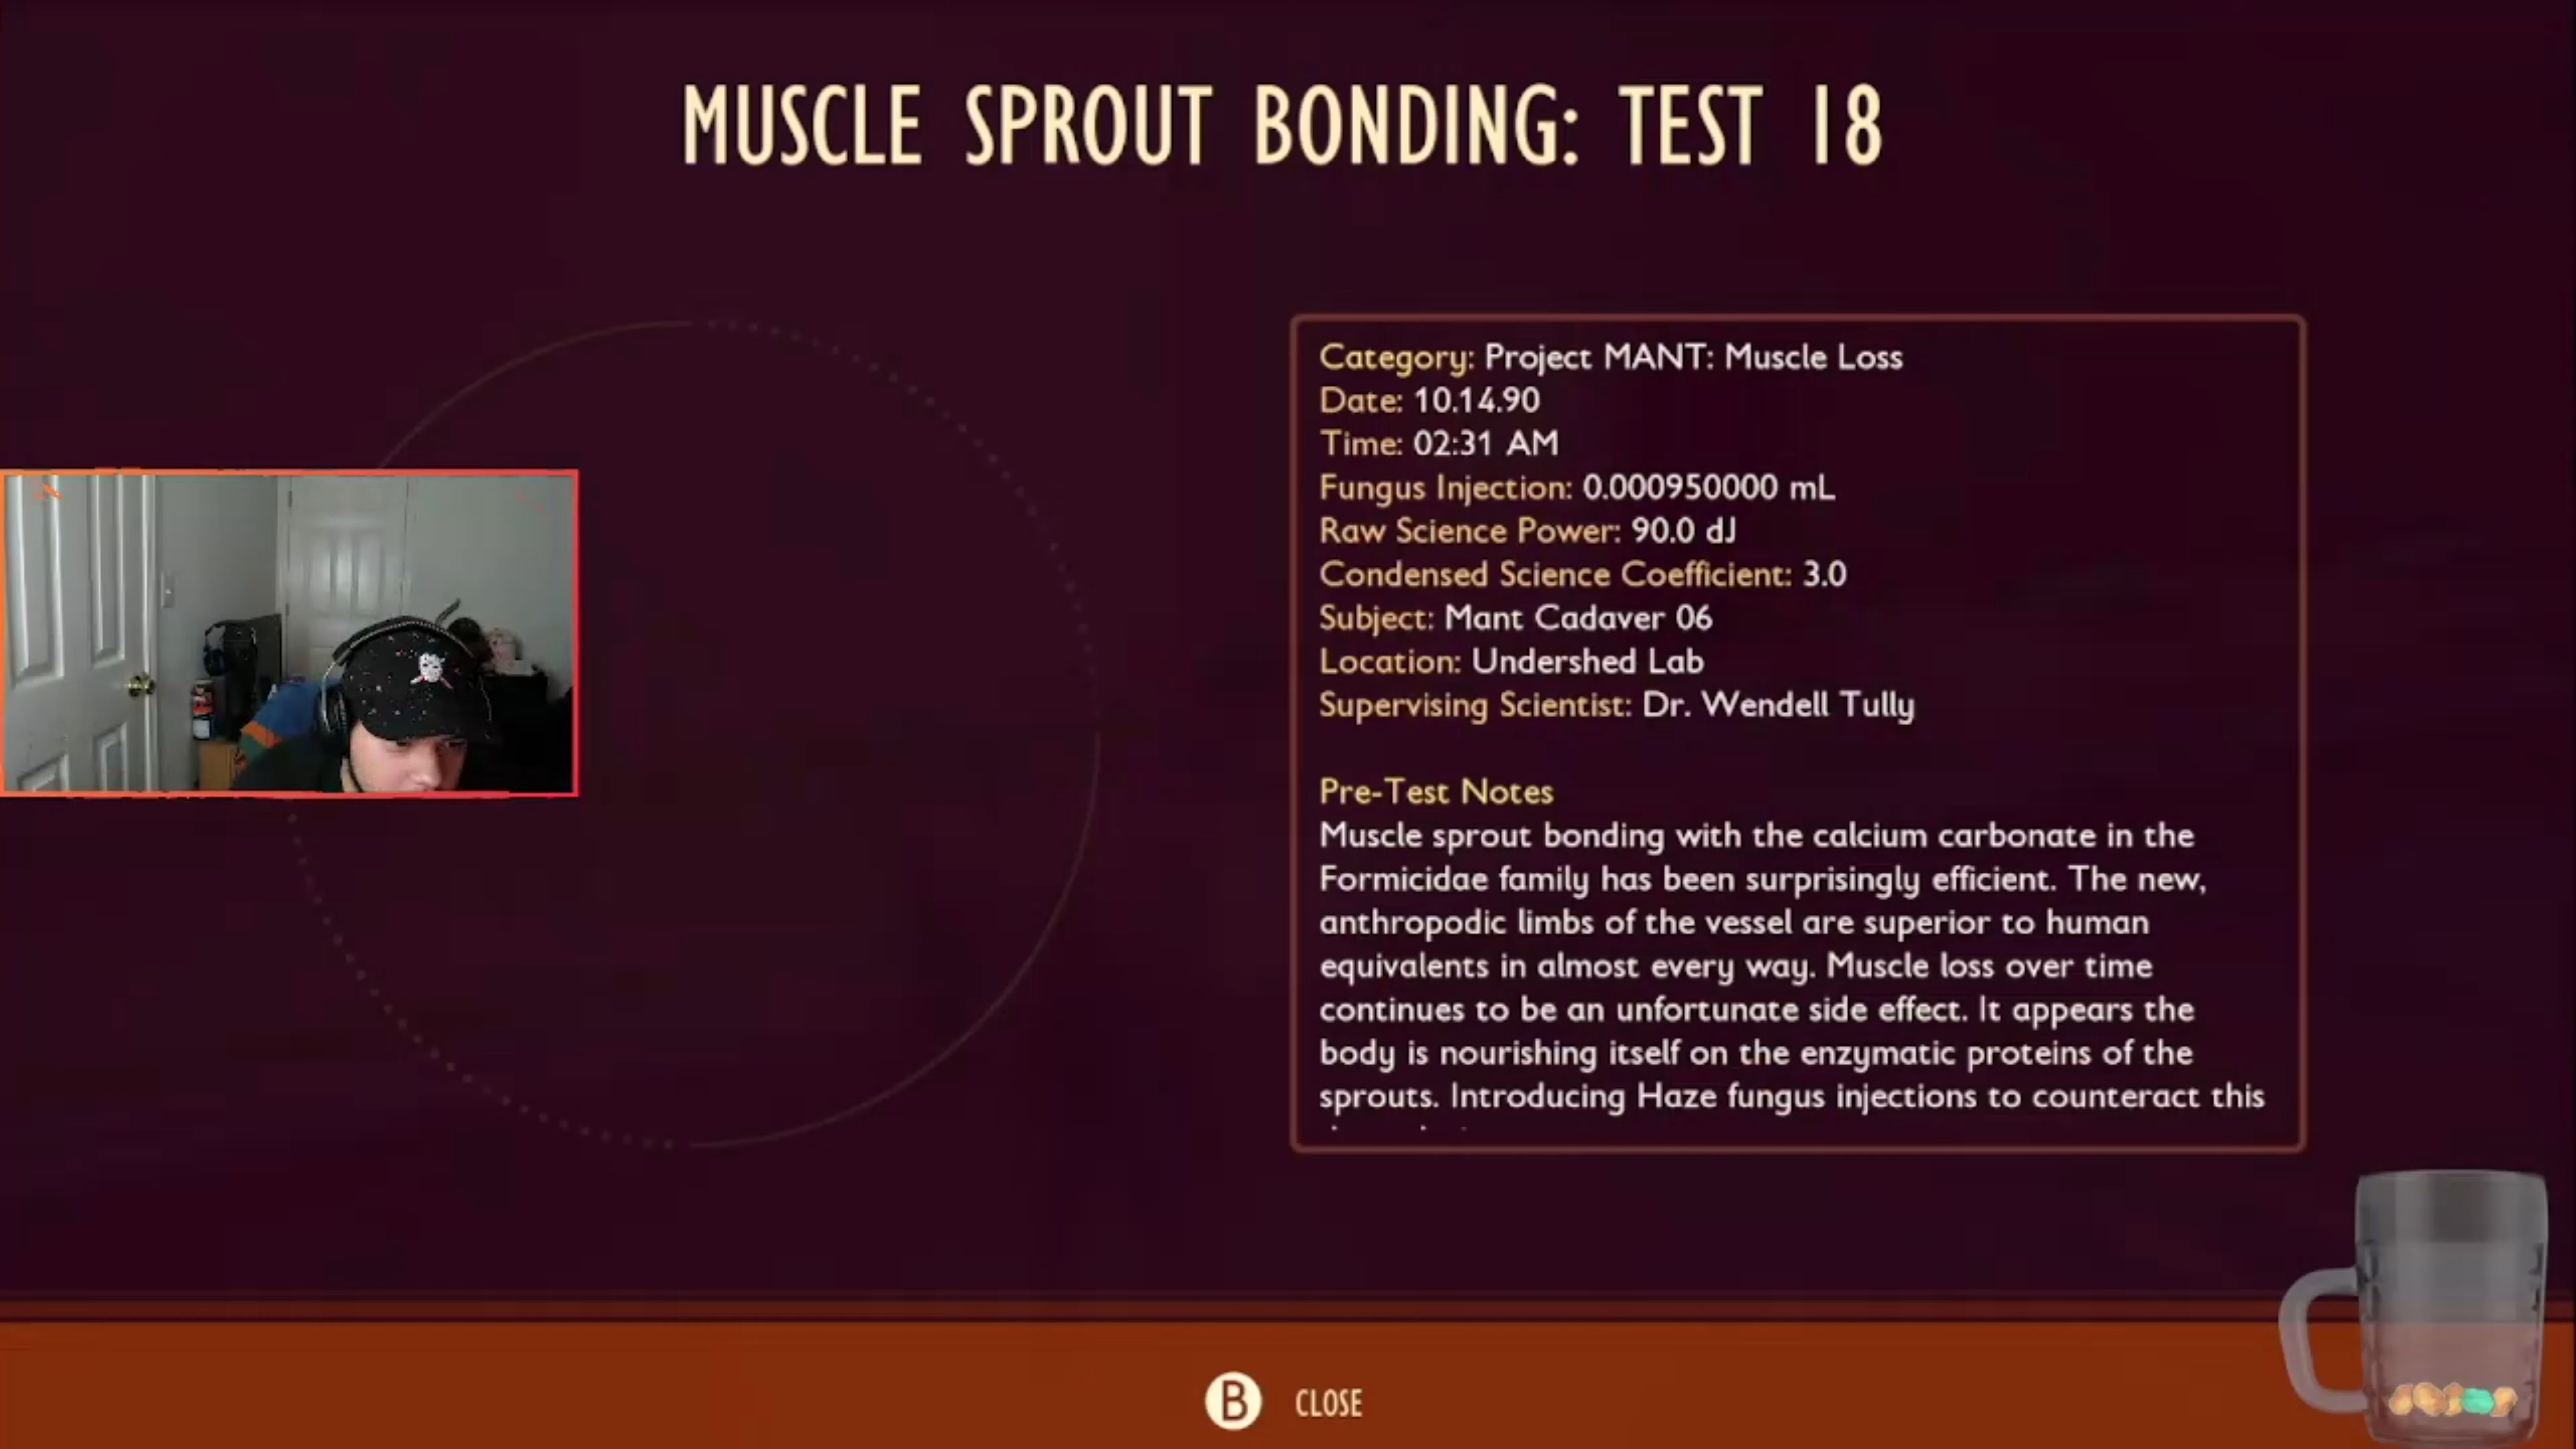 MUSCLE SPROUT BONDING: TEST 18
Category: Project MANT: Muscle Loss
Date: 10.14.90
Time: 02:31 AM
Fungus Injection: 0.000950000 mL
Raw Science Power: 90.0 dJ
Condensed Science Coefficient: 3.0
Subject: Mant Cadaver 06
Location: Undershed Lab
Supervising Scientist: Dr. Wendell Tully
Pre-Test Notes
Muscle sprout bonding with the calcium carbonate in the
Formicidae family has been surprisingly efficient. The new,
anthropodic limbs of the vessel are superior to human
equivalents in almost every way. Muscle loss over time
continues to be an unfortunate side effect. It appears the
body is nourishing itself on the enzymatic proteins of the
sprouts. Introducing Haze fungus injections to counteract this
B CLOSE